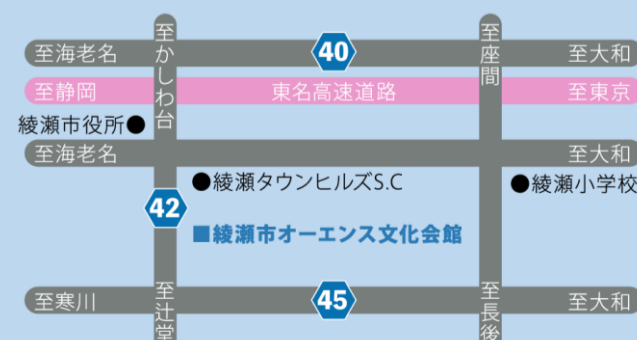 至かしわ台
至座間
至海老名
40
至大和
至静岡
東名高速道路
至東京
綾瀬市役所●
至海老名
至大和
●綾瀬タウンヒルズS.C
●綾瀬小学校
42
■綾瀬市オーエンス文化会館
至寒川
至辻堂
45
至長後
至大和